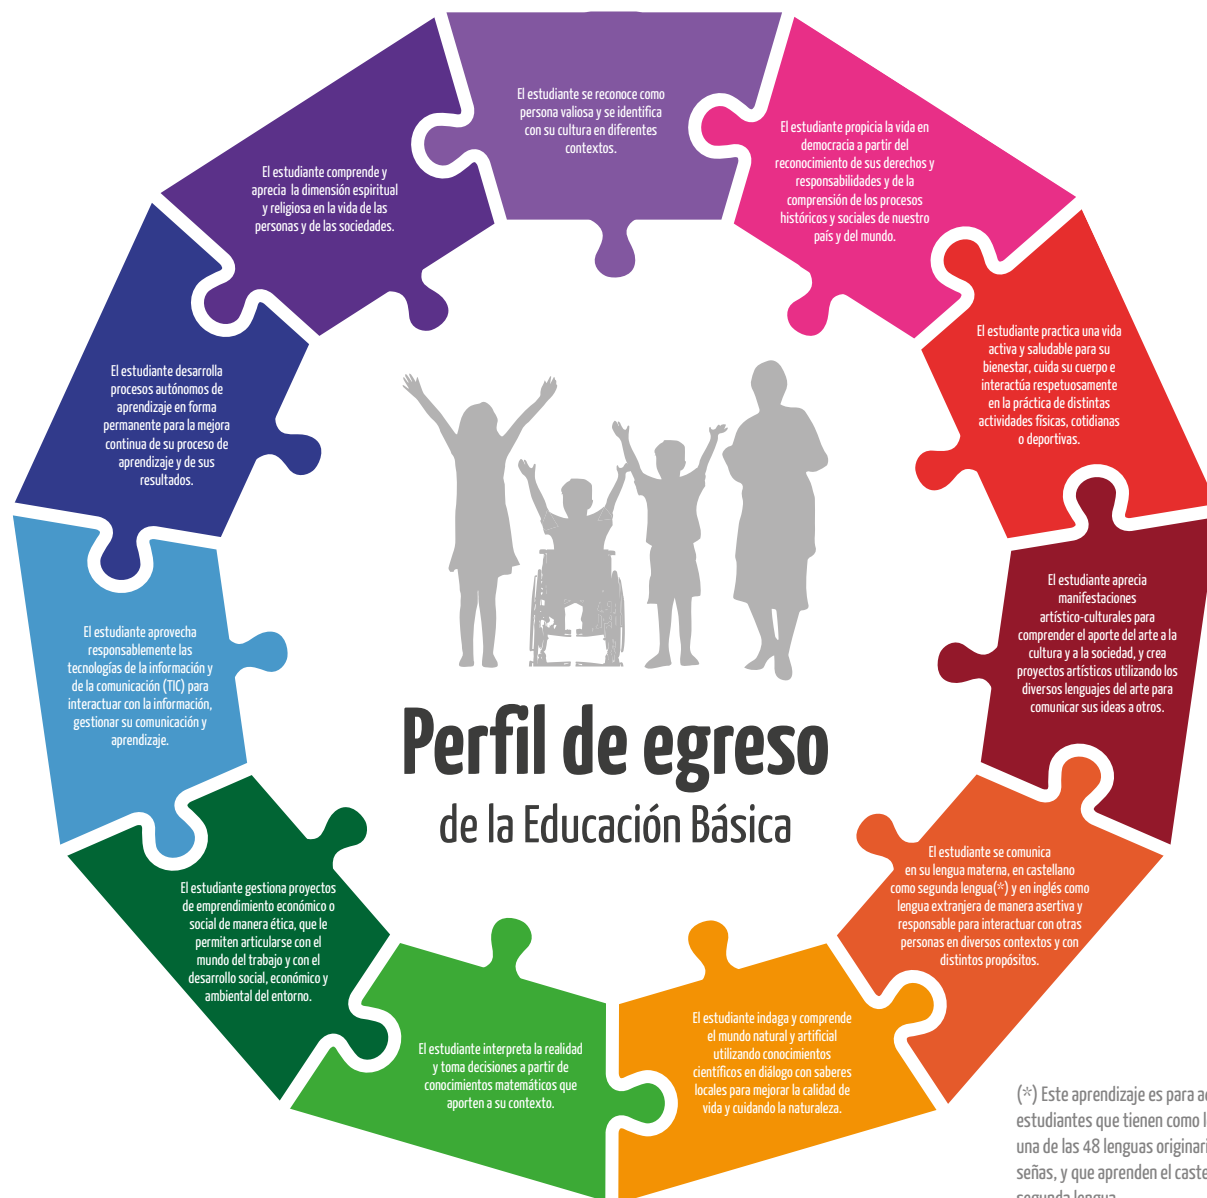 El estudiante se reconoce como
persona valiosa y se identifica
con su cultura en diferentes
contextos.
El estudiante propicia la vida en
democracia a partir del
reconocimiento de sus derechos y
responsabilidades y de la
comprensión de los procesos
históricos y sociales de nuestro
país y del mundo.
El estudiante practica una vida
activa y saludable para su
bienestar, cuida su cuerpo e
interactúa respetuosamente
en la práctica de distintas
actividades físicas, cotidianas
o deportivas.
El estudiante aprecia
manifestaciones
artístico-culturales para
comprender el aporte del arte a la
cultura y a la sociedad, y crea
proyectos artísticos utilizando los
diversos lenguajes del arte para
comunicar sus ideas a otros.
El estudiante se comunica
en su lengua materna, en castellano
como segunda lengua(*) y en inglés como
lengua extranjera de manera asertiva y
responsable para interactuar con otras
personas en diversos contextos y con
distintos propósitos.
El estudiante indaga y comprende
el mundo natural y artificial
utilizando conocimientos
científicos en diálogo con saberes
locales para mejorar la calidad de
vida y cuidando la naturaleza.
El estudiante interpreta la realidad
y toma decisiones a partir de
conocimientos matemáticos que
aporten a su contexto.
El estudiante gestiona proyectos
de emprendimiento económico o
social de manera ética, que le
permiten articularse con el
mundo del trabajo y con el
desarrollo social, económico y
ambiental del entorno.
El estudiante aprovecha
responsablemente las
tecnologías de la información y
de la comunicación (TIC) para
interactuar con la información,
gestionar su comunicación y
aprendizaje.
El estudiante desarrolla
procesos autónomos de
aprendizaje en forma
permanente para la mejora
continua de su proceso de
aprendizaje y de sus
resultados.
El estudiante comprende y
aprecia la dimensión espiritual
y religiosa en la vida de las
personas y de las sociedades.
Perfil de egreso
de la Educación Básica
(*) Este aprendizaje es para
estudiantes que tienen como
una de las 48 lenguas
señas, y que aprenden el
segunda lengua